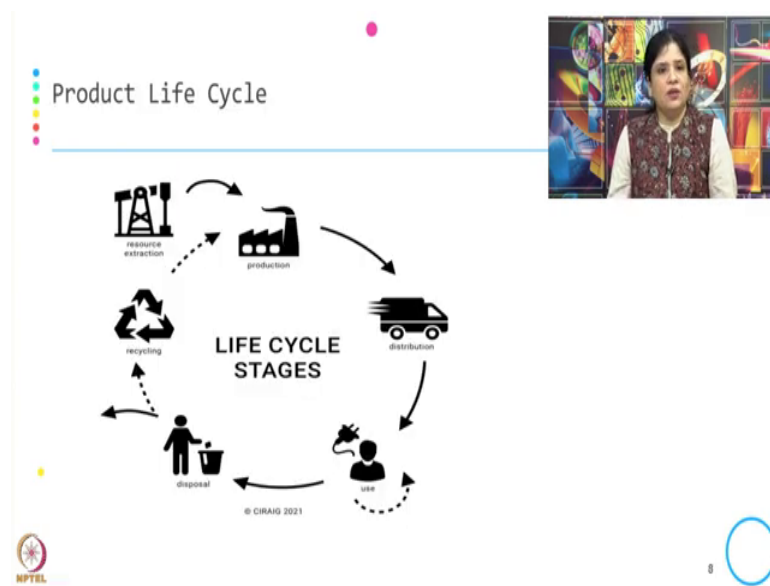 Product Life Cycle
resource
extraction
production
recycling
LIFE CYCLE
STAGES
distribution
disposal
use
© CIRAIG 2021
8
NPTEL